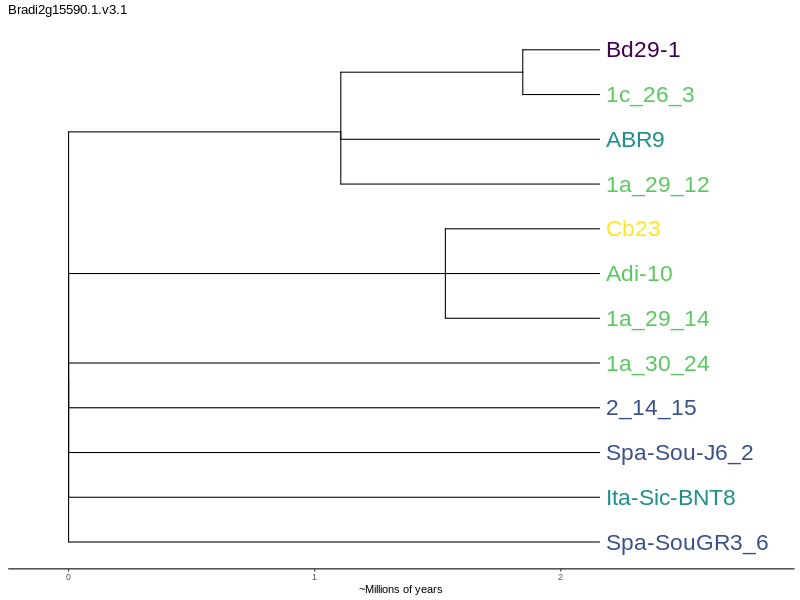 Bradi2g15590.1.v3.1
Bd29-1
1c_26_3
ABR9
1a_29_12
Cb23
Adi-10
1a_29_14
1a_30_24
2_14_15
Spa-Sou-J6_2
Ita-Sic-BNT8
Spa-SouGR3_6
0 1 2
~Millions of years